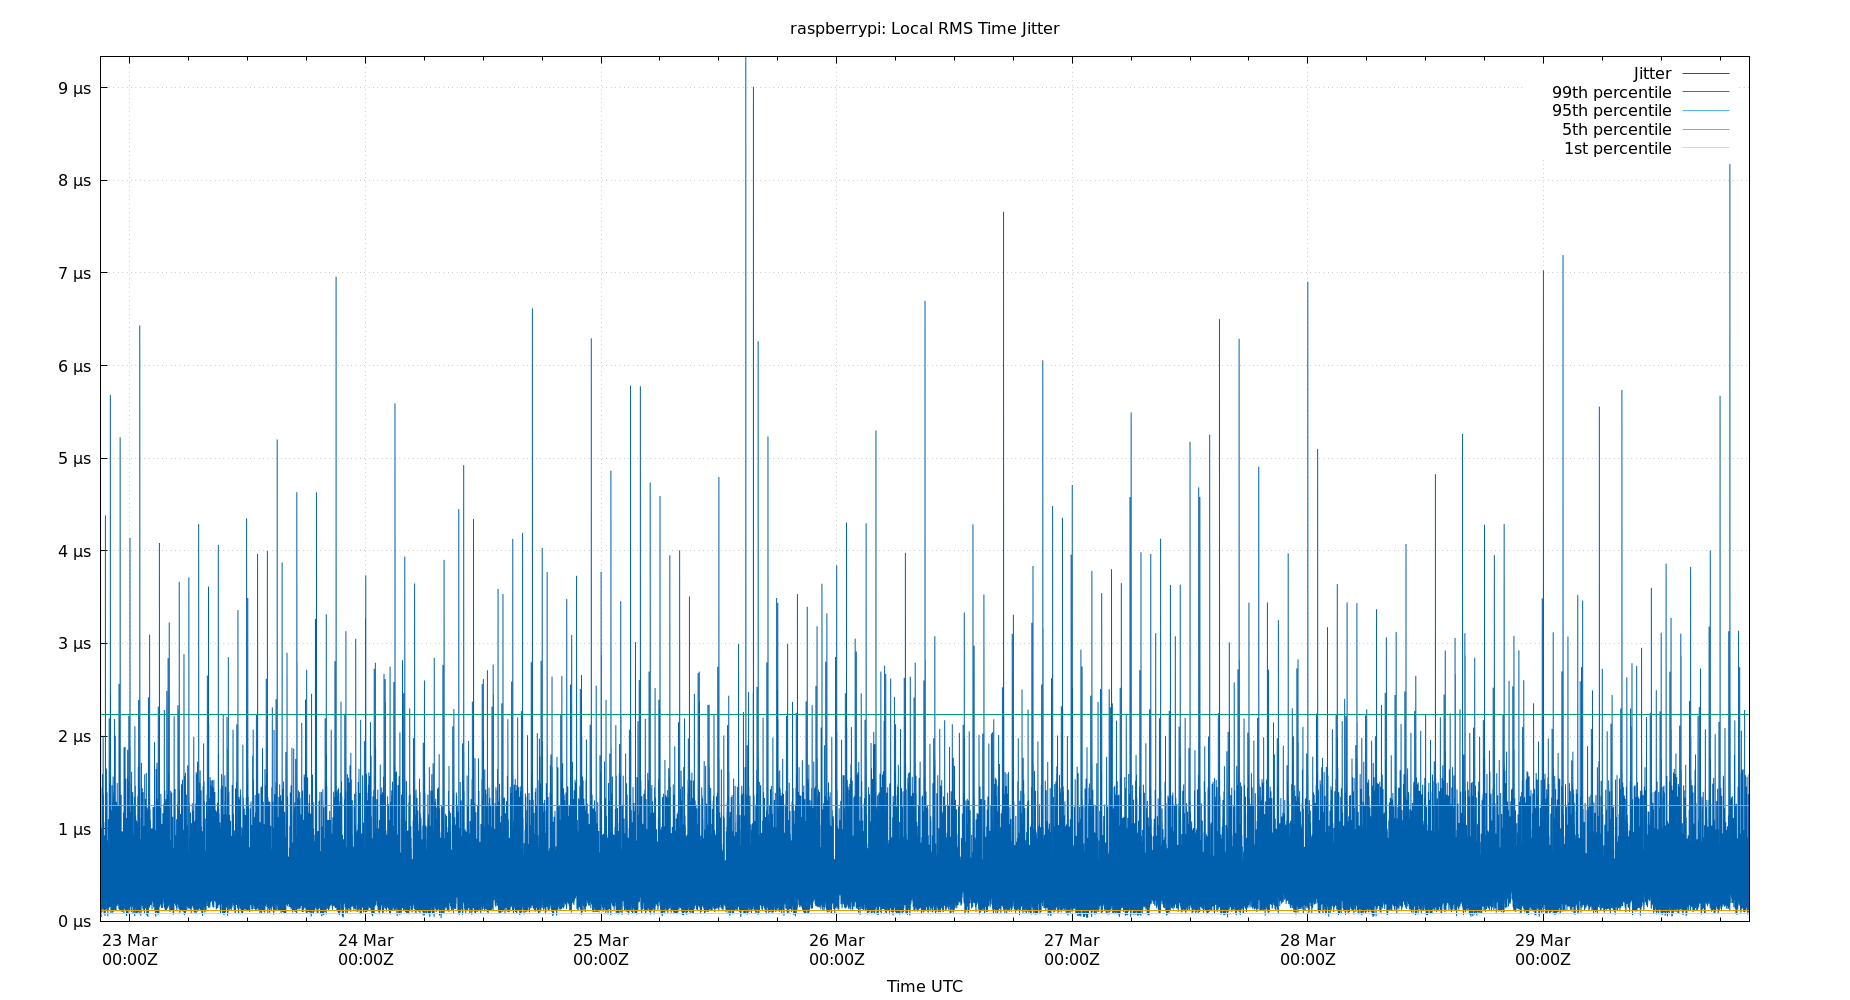 raspberrypi: Local RMS Time Jitter
Jitter
99th percentile
95th percentile
5th percentile
1st percentile
9 µs
8 µs
7 µs
6 µs
5 µs
4 µs
3 µs
2 µs
1 µs
0 µs
23 Mar 24 Mar 25 Mar 26 Mar 27 Mar 28 Mar 29 Mar
00:00Z 00:00Z 00:00Z 00:00Z 00:00Z 00:00Z 00:00Z
Time UTC